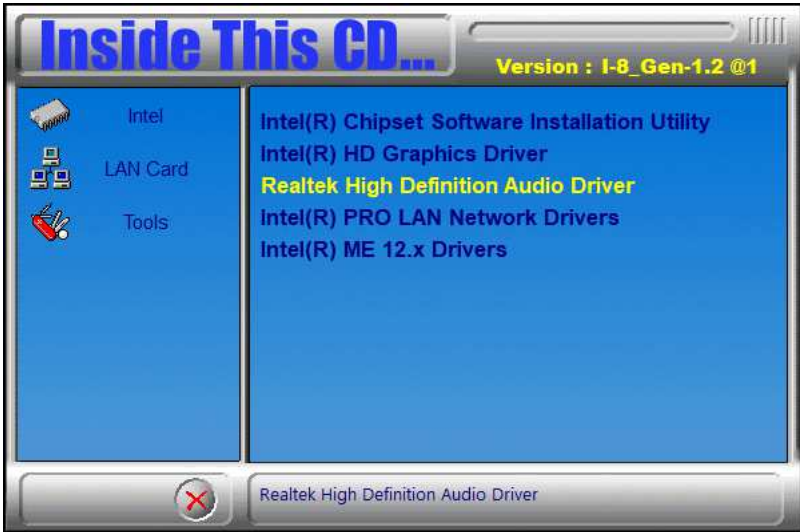 Inside This CD...
Version : I-8_Gen-1.2 @1
Intel
LAN Card
Tools
Intel(R) Chipset Software Installation Utility
Intel(R) HD Graphics Driver
Realtek High Definition Audio Driver
Intel(R) PRO LAN Network Drivers
Intel(R) ME 12.x Drivers
Realtek High Definition Audio Driver